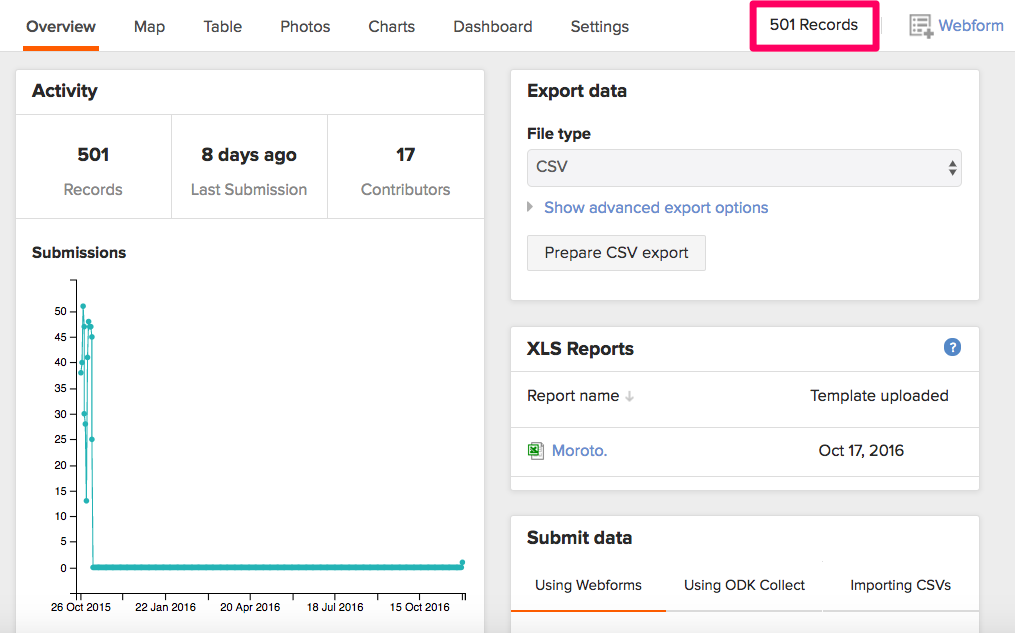 Overview Map Table Photos Charts Dashboard Settings 501 Records Webform
Activity
501 8 days ago 17
Records Last Submission Contributors
Submissions
50
45
40
35
30
25
20
15
10
5
0
26 Oct 2015 22 Jan 2016 20 Apr 2016 18 Jul 2016 15 Oct 2016
Export data
File type
CSV
Show advanced export options
Prepare CSV export
XLS Reports ?
Report name Template uploaded
Moroto. Oct 17, 2016
Submit data
Using Webforms Using ODK Collect Importing CSVs